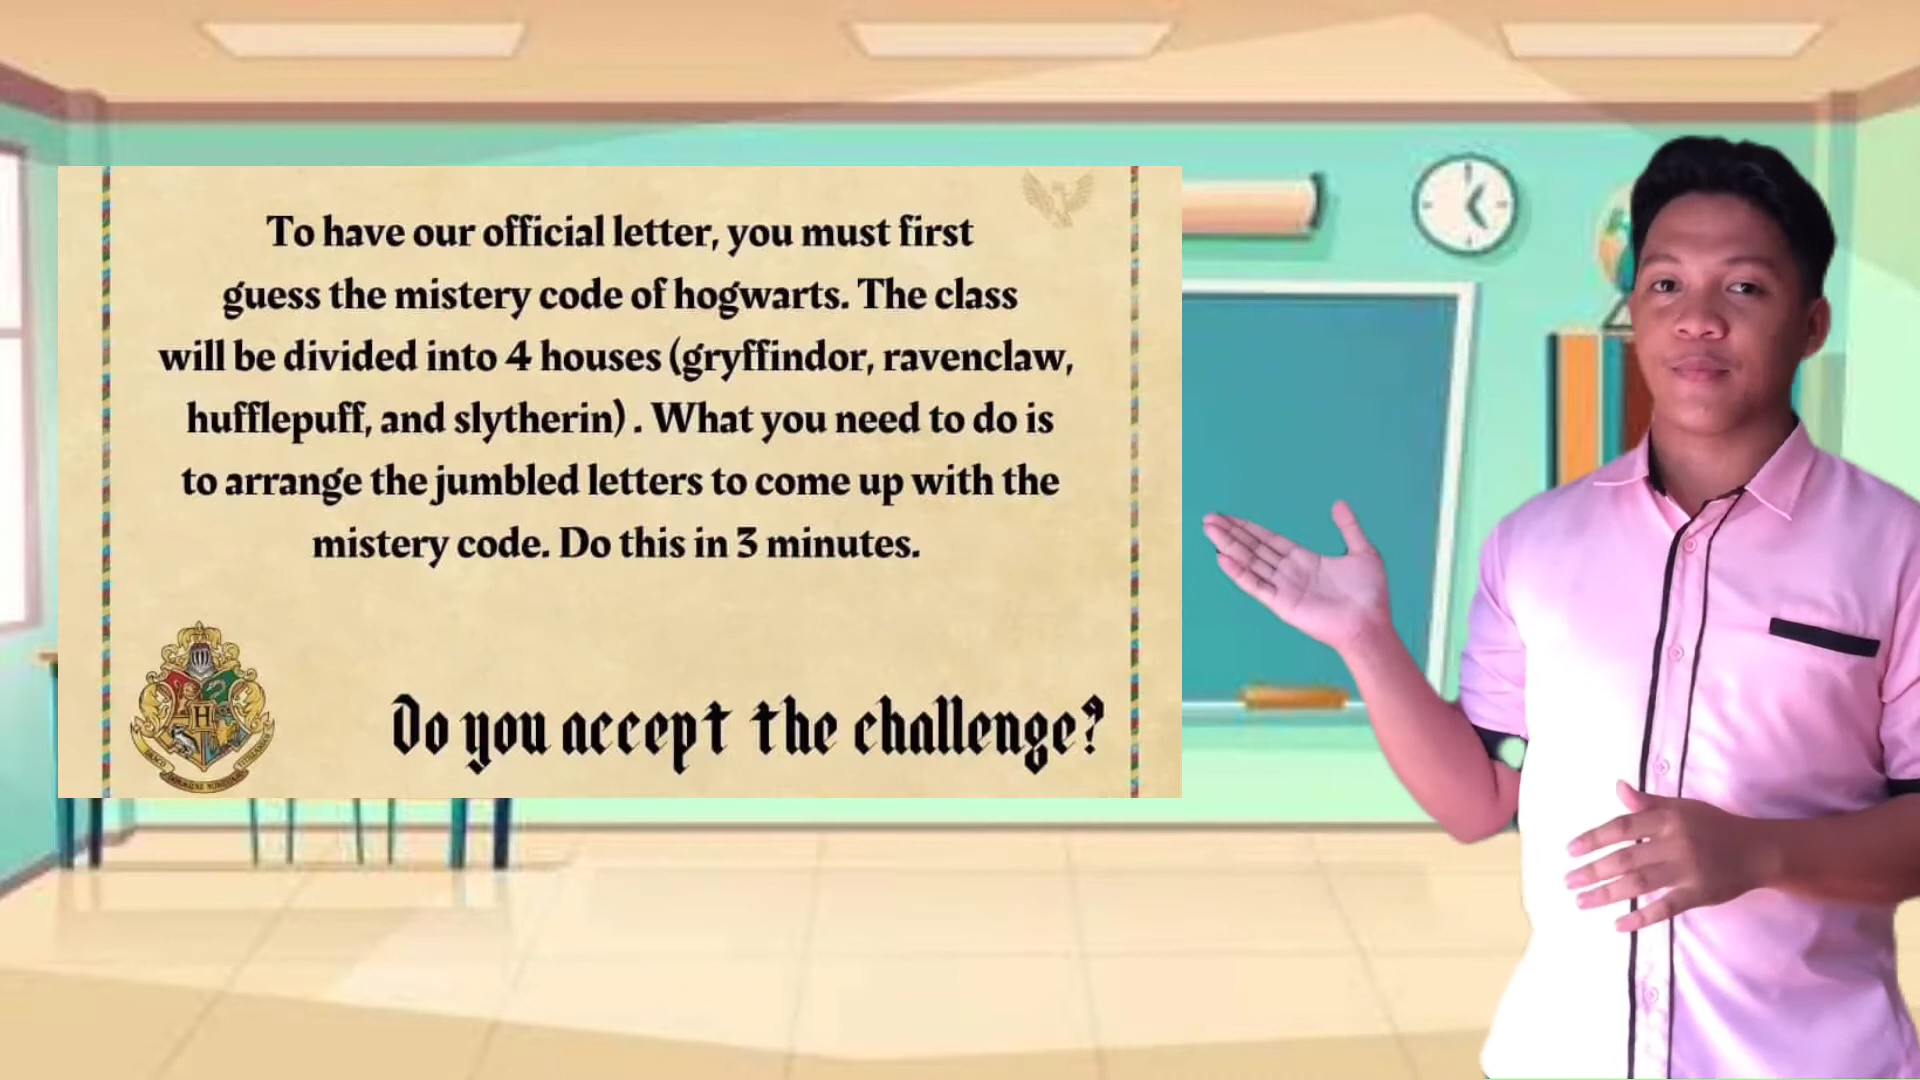 To have our official letter, you must first
guess the mistery code of hogwarts. The class
will be divided into 4 houses (gryffindor, ravenclaw,
hufflepuff, and slytherin) . What you need to do is
to arrange the jumbled letters to come up with the
mistery code. Do this in 3 minutes.
H
Do you accept the challenge?